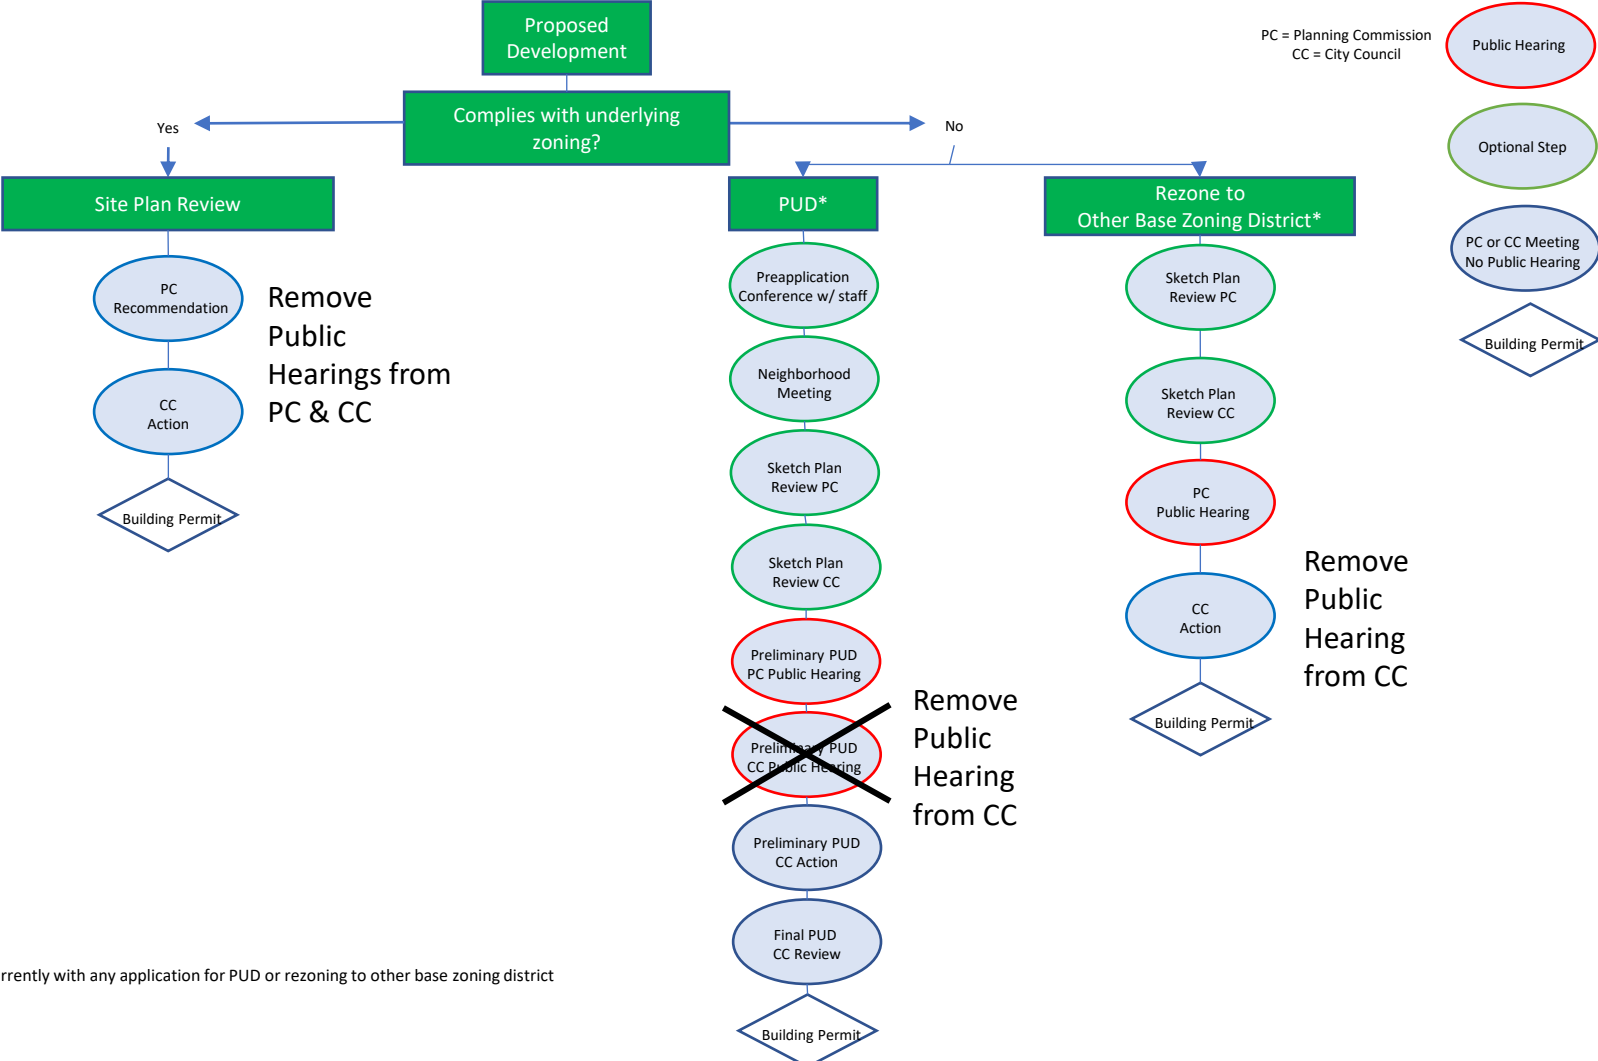 Proposed
Development
PC = Planning Commission
CC = City Council
Public Hearing
Complies with underlying
zoning?
Yes
No
Optional Step
Site Plan Review
PUD*
Rezone to
Other Base Zoning District*
PC or CC Meeting
No Public Hearing
Building Permit
PC
Recommendation
CC
Action
Building Permit
Remove
Public
Hearings from
PC & CC
Preapplication
Conference w/ staff
Neighborhood
Meeting
Sketch Plan
Review PC
Sketch Plan
Review CC
Preliminary PUD
PC Public Hearing
Preliminary PUD
CC Public Hearing
Preliminary PUD
CC Action
Final PUD
CC Review
Building Permit
Remove
Public
Hearing
from CC
Sketch Plan
Review PC
Sketch Plan
Review CC
PC
Public Hearing
CC
Action
Building Permit
Remove
Public
Hearing
from CC
with any application for PUD or rezoning to other base zoning district